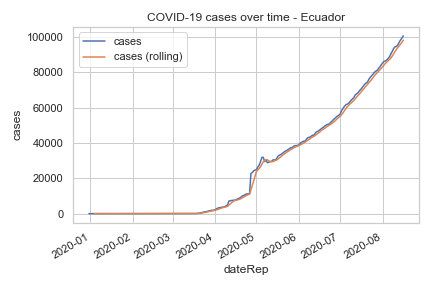 COVID-19 cases over time - Ecuador
cases
cases (rolling)
100000
80000
60000
40000
20000
0
cases
2020-01
2020-02
2020-03
2020-04
2020-05
2020-06
2020-07
2020-08
dateRep